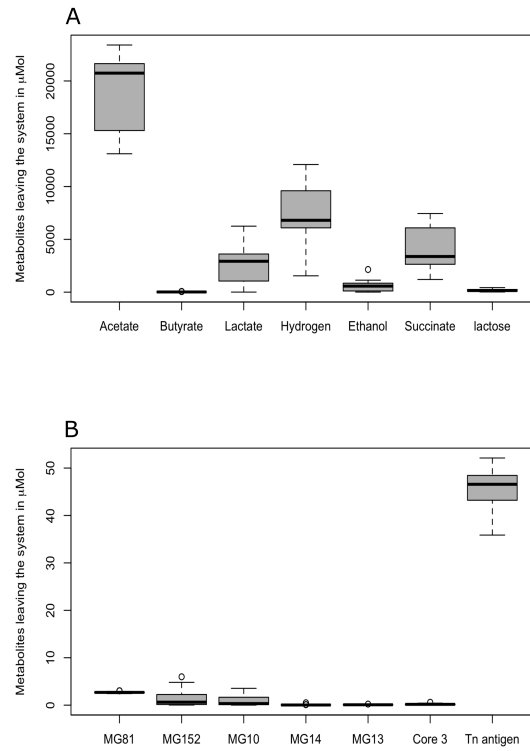 A
Metabolites leaving the system in μMol
20000
15000
10000
5000
0
Acetate Butyrate Lactate Hydrogen Ethanol Succinate lactose
B
Metabolites leaving the system in μMol
50
40
30
20
10
0
MG81 MG152 MG10 MG14 MG13 Core 3 Tn antigen